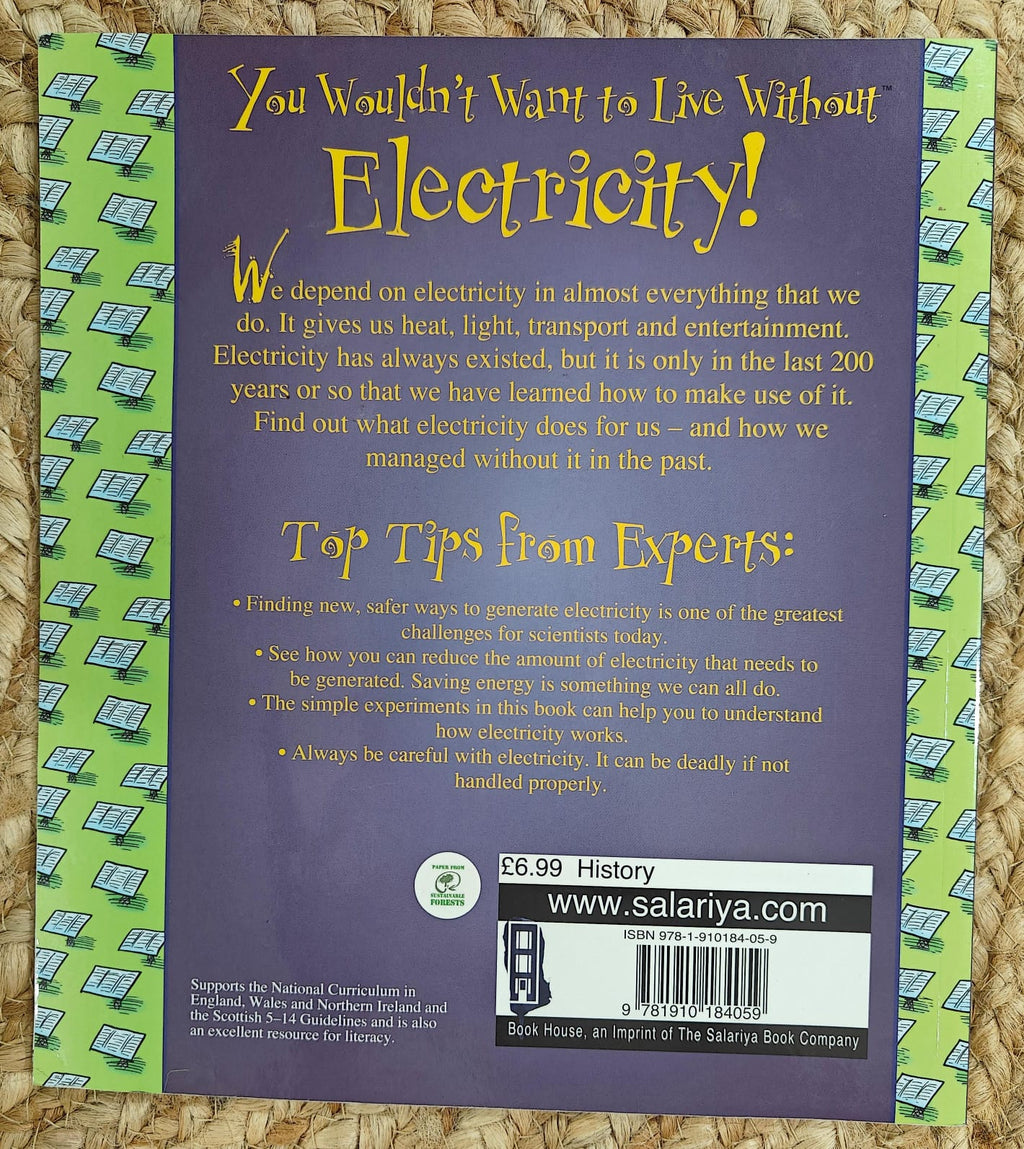 You Wouldn't Want to Live Without™
Electricity!
We depend on electricity in almost everything that we
do. It gives us heat, light, transport and entertainment.
Electricity has always existed, but it is only in the last 200
years or so that we have learned how to make use of it.
Find out what electricity does for us – and how we
managed without it in the past.
Top Tips from Experts:
• Finding new, safer ways to generate electricity is one of the greatest
challenges for scientists today.
• See how you can reduce the amount of electricity that needs to
be generated. Saving energy is something we can all do.
• The simple experiments in this book can help you to understand
how electricity works.
• Always be careful with electricity. It can be deadly if not
handled properly.
PAPER FROM
SUSTAINABLE
FORESTS
£6.99 History
www.salariya.com
ISBN 978-1-910184-05-9
9 781910 184059
Book House, an Imprint of The Salariya Book Company
Supports the National Curriculum in
England, Wales and Northern Ireland and
the Scottish 5–14 Guidelines and is also
an excellent resource for literacy.